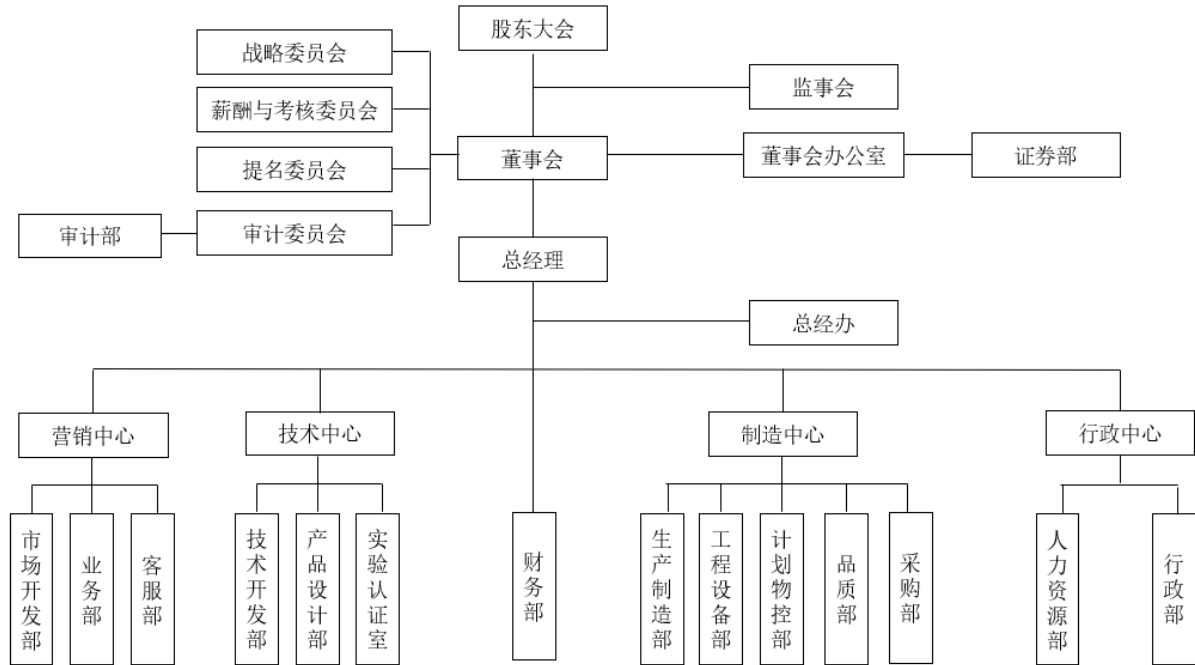 股东大会
战略委员会
监事会
薪酬与考核委员会
董事会
董事会办公室
证券部
提名委员会
审计部
审计委员会
总经理
总经办
营销中心
技术中心
制造中心
行政中心
市场开发部
业务部
客服部
技术开发部
产品设计部
实验认证室
财务部
生产制造部
工程设备部
计划物控部
品质部
采购部
人力资源部
行政部